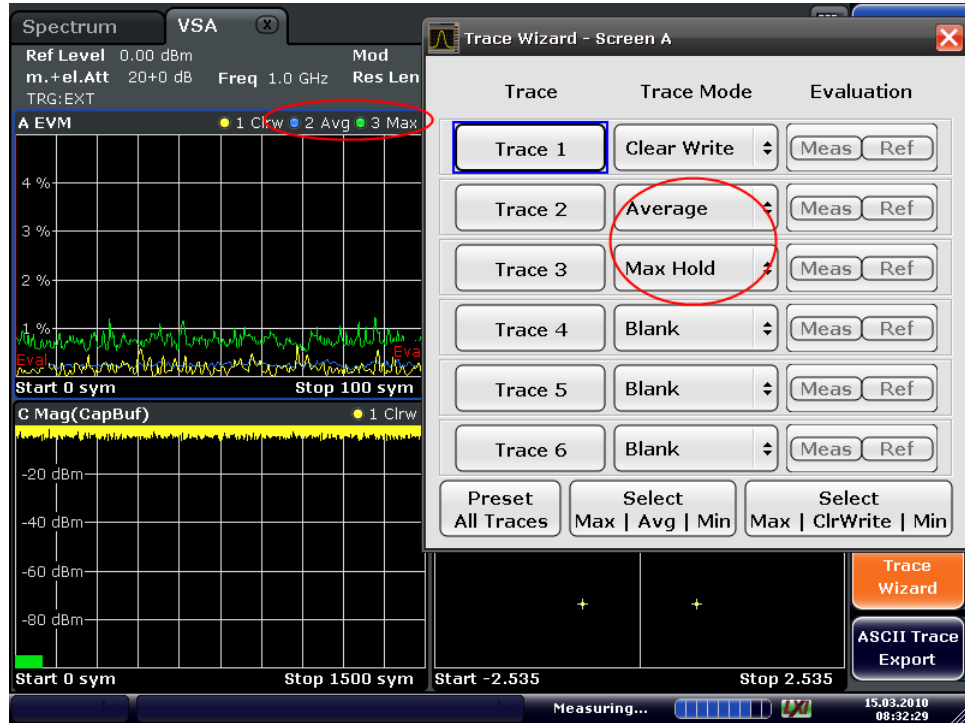 Spectrum VSA X
Ref Level 0.00 dBm Mod
m.+el.Att 20+0 dB Freq 1.0 GHz Res Len
TRG:EXT
A EVM 1 Clrw 2 Avg 3 Max
4 %
3 %
2 %
1 %
Eval Eva
Start 0 sym Stop 100 sym
C Mag(CapBuf) 1 Clrw
-20 dBm
-40 dBm
-60 dBm
-80 dBm
Start 0 sym Stop 1500 sym
Trace Wizard - Screen A
Trace Trace Mode Evaluation
Trace 1 Clear Write Meas Ref
Trace 2 Average Meas Ref
Trace 3 Max Hold Meas Ref
Trace 4 Blank Meas Ref
Trace 5 Blank Meas Ref
Trace 6 Blank Meas Ref
Preset Select Select
All Traces Max | Avg | Min Max | ClrWrite | Min
Start -2.535 Stop 2.535
Trace
Wizard
ASCII Trace
Export
Measuring... LXI 15.03.2010
08:32:29